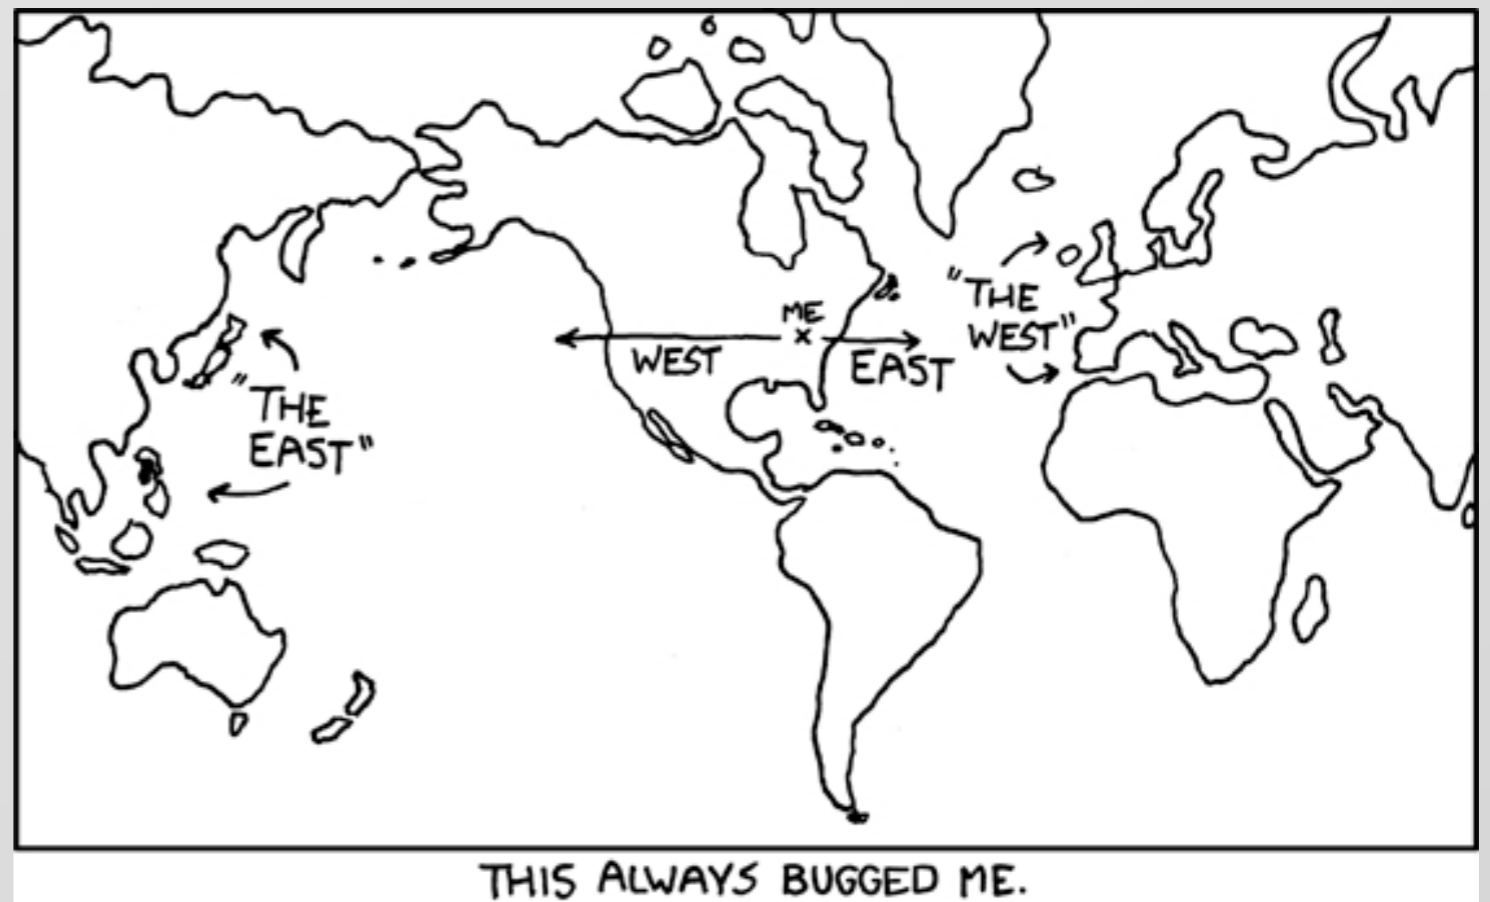 "THE
EAST"
WEST
ME
x
EAST
"THE
WEST"
THIS ALWAYS BUGGED ME.